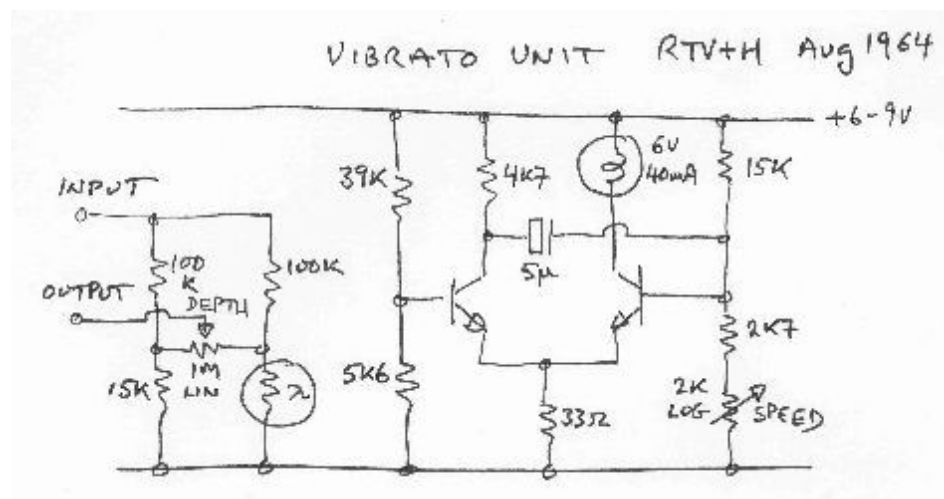 VIBRATO UNIT RTV+H Aug 1964
+6-9V
6V
40mA
39K
4K7
15K
INPUT
100
K
100K
5µ
OUTPUT
DEPTH
2K7
15K
1M
LIN
λ
5K6
33Ω
2K
LOG
SPEED